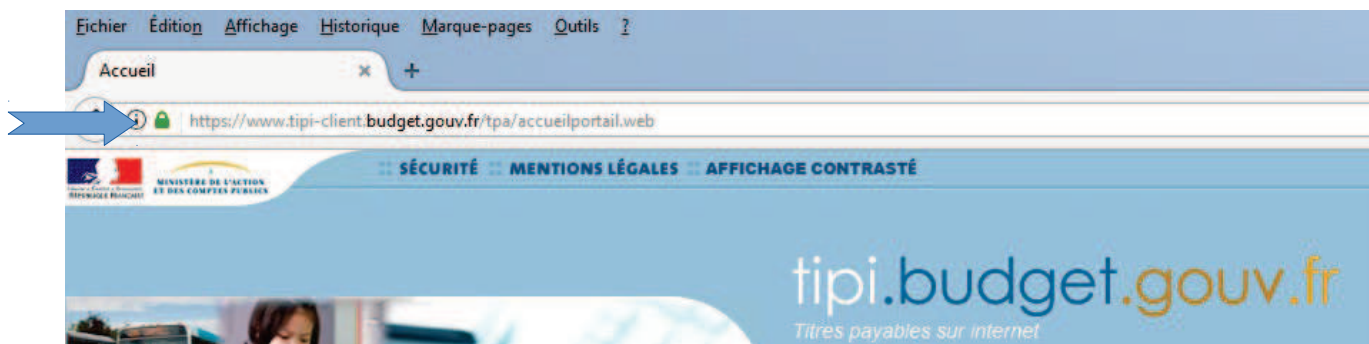 Fichier Édition Affichage Historique Marque-pages Outils ?
Accueil × +
https://www.tipi-client.budget.gouv.fr/tpa/accueilportail.web
:: SÉCURITÉ :: MENTIONS LÉGALES :: AFFICHAGE CONTRASTÉ
RÉPUBLIQUE FRANÇAISE
MINISTÈRE DE L'ACTION
ET DES COMPTES PUBLICS
tipi.budget.gouv.fr
Titres payables sur internet